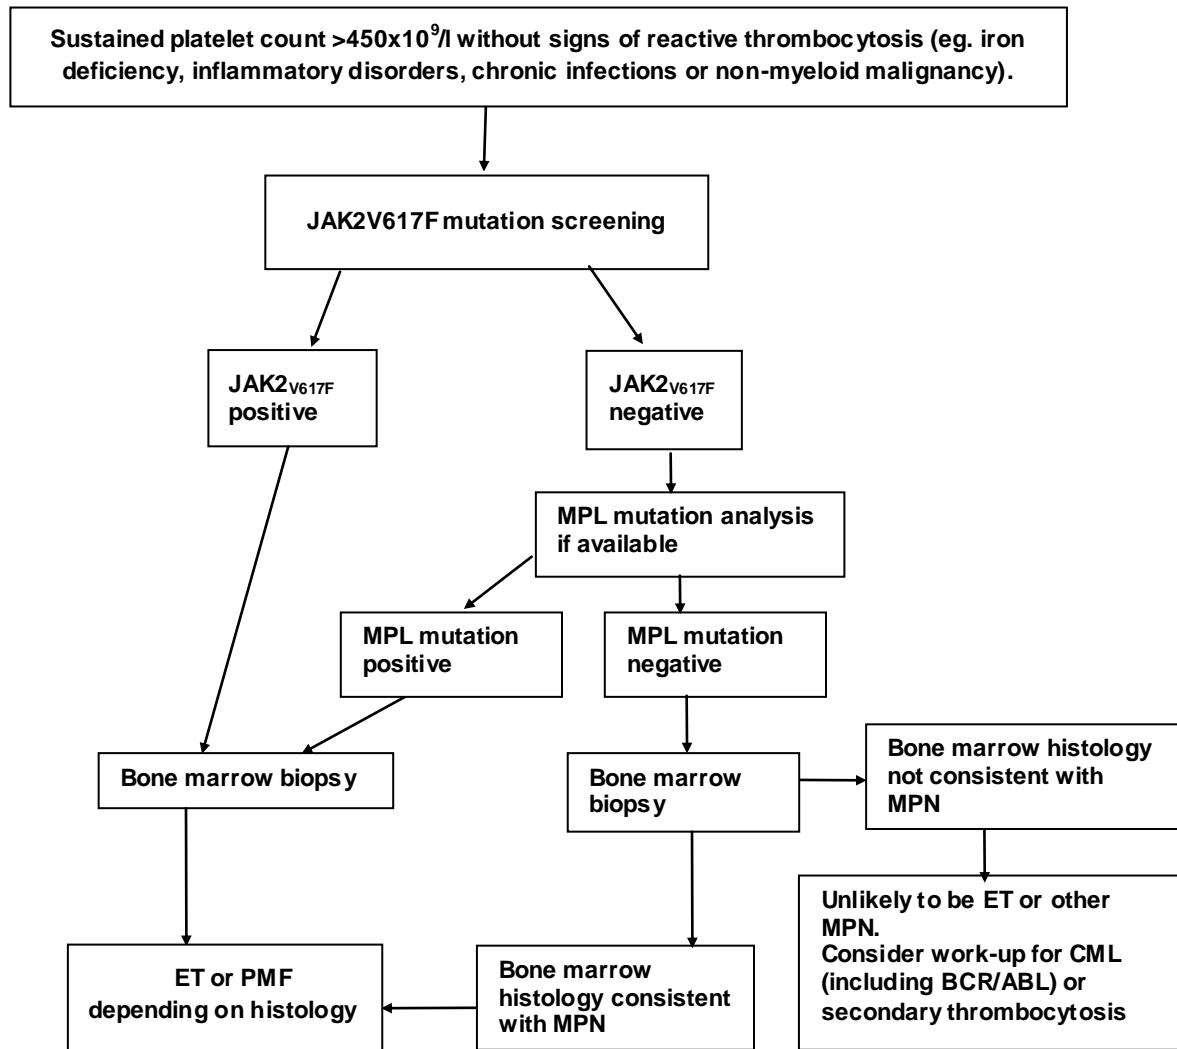 Sustained platelet count >450x10⁹/l without signs of reactive thrombocytosis (eg. iron
deficiency, inflammatory disorders, chronic infections or non-myeloid malignancy).
JAK2V617F mutation screening
JAK2V617F
positive
JAK2V617F
negative
MPL mutation analysis
if available
MPL mutation
positive
MPL mutation
negative
Bone marrow biopsy
Bone marrow
biopsy
Bone marrow histology
not consistent with
MPN
ET or PMF
depending on histology
Bone marrow
histology consistent
with MPN
Unlikely to be ET or other
MPN.
Consider work-up for CML
(including BCR/ABL) or
secondary thrombocytosis